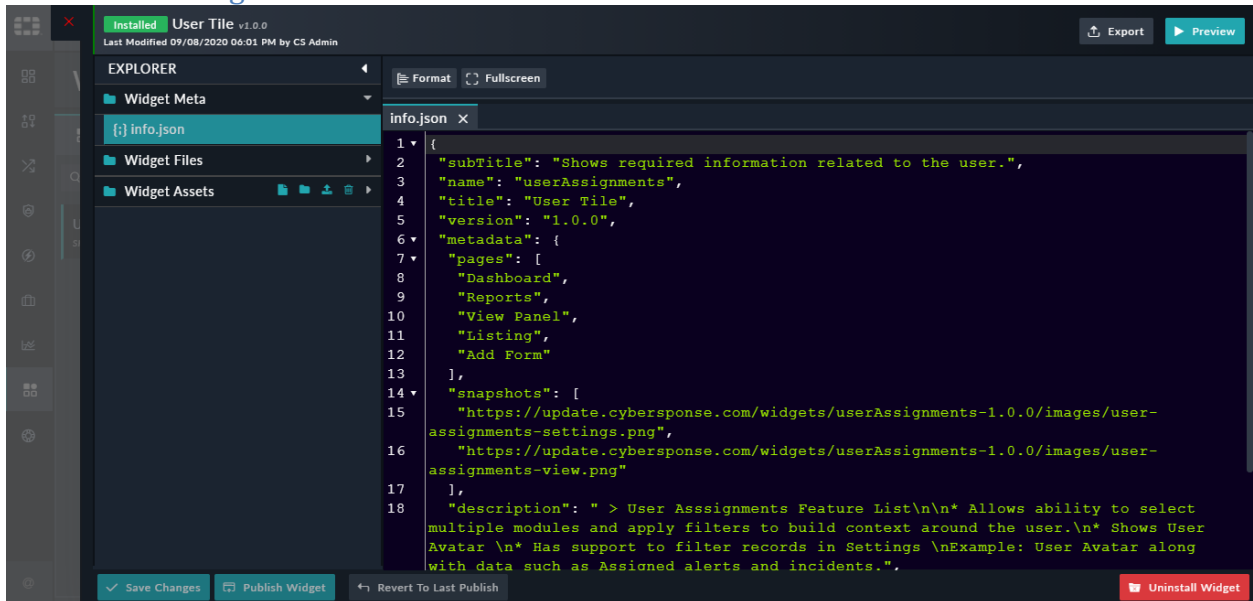 Installed User Tile v1.0.0
Last Modified 09/08/2020 06:01 PM by CS Admin
Export
Preview
EXPLORER
Format
Fullscreen
Widget Meta
{;} info.json
Widget Files
Widget Assets
info.json ×
1 {
2 "subTitle": "Shows required information related to the user.",
3 "name": "userAssignments",
4 "title": "User Tile",
5 "version": "1.0.0",
6 "metadata": {
7 "pages": [
8 "Dashboard",
9 "Reports",
10 "View Panel",
11 "Listing",
12 "Add Form"
13 ],
14 "snapshots": [
15 "https://update.cybersponse.com/widgets/userAssignments-1.0.0/images/user-
assignments-settings.png",
16 "https://update.cybersponse.com/widgets/userAssignments-1.0.0/images/user-
assignments-view.png"
17 ],
18 "description": " > User Asssignments Feature List\n\n* Allows ability to select
multiple modules and apply filters to build context around the user.\n* Shows User
Avatar \n* Has support to filter records in Settings \nExample: User Avatar along
with data such as Assigned alerts and incidents.",
Save Changes
Publish Widget
Revert To Last Publish
Uninstall Widget